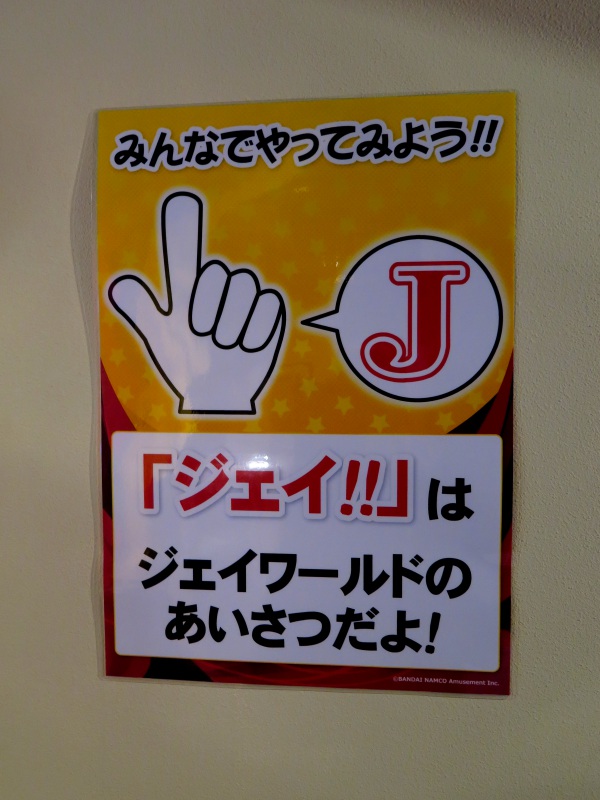 みんなでやってみよう!!
J
「ジェイ!!」は
ジェイワールドの
あいさつだよ!
©BANDAI NAMCO Amusement Inc.